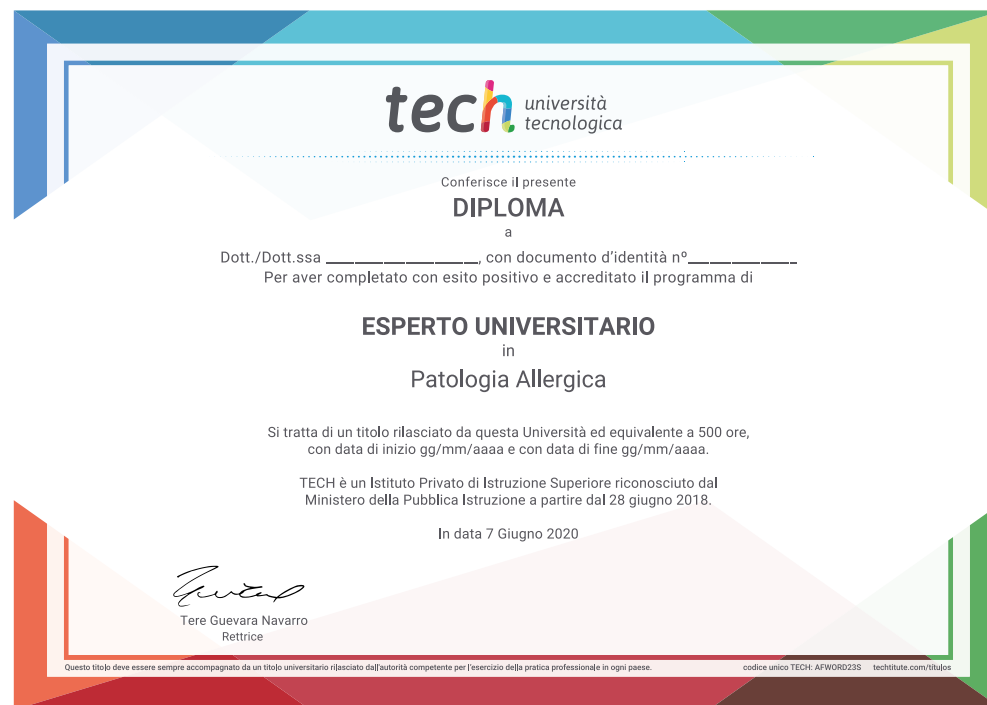 tech università
tecnologica
Conferisce il presente
DIPLOMA
a
Dott./Dott.ssa ________________, con documento d'identità nº____________
Per aver completato con esito positivo e accreditato il programma di
ESPERTO UNIVERSITARIO
in
Patologia Allergica
Si tratta di un titolo rilasciato da questa Università ed equivalente a 500 ore,
con data di inizio gg/mm/aaaa e con data di fine gg/mm/aaaa.
TECH è un Istituto Privato di Istruzione Superiore riconosciuto dal
Ministero della Pubblica Istruzione a partire dal 28 giugno 2018.
In data 7 Giugno 2020
Tere Guevara Navarro
Rettrice
Questo titolo deve essere sempre accompagnato da un titolo universitario rilasciato dall'autorità competente per l'esercizio della pratica professionale in ogni paese.
codice unico TECH: AFWORD23S techtitute.com/titulos